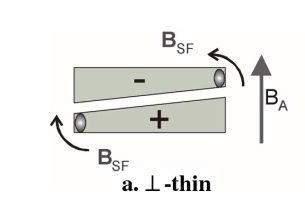 B_SF
-
B_A
+
B_SF
a. ⊥-thin